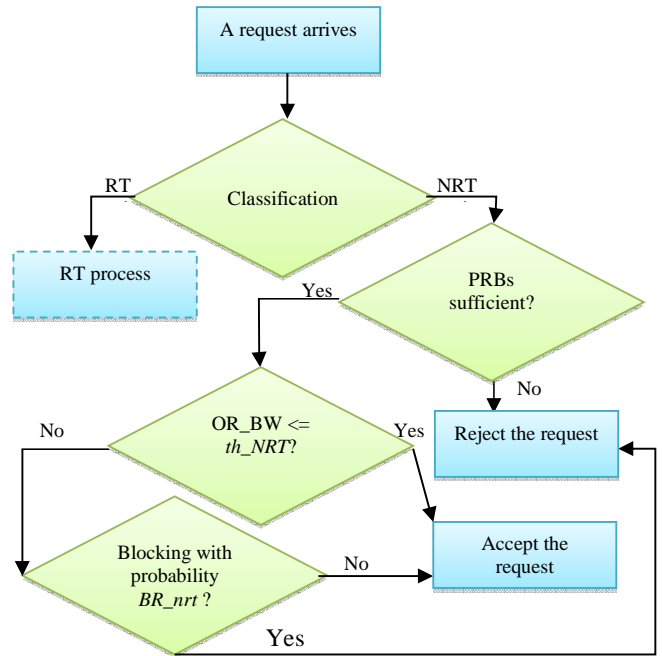 A request arrives
RT
NRT
Classification
RT process
PRBs
sufficient?
Yes
No
OR_BW <=
th_NRT?
No
Yes
Reject the request
Accept the
request
Blocking with
probability
BR_nrt ?
No
Yes